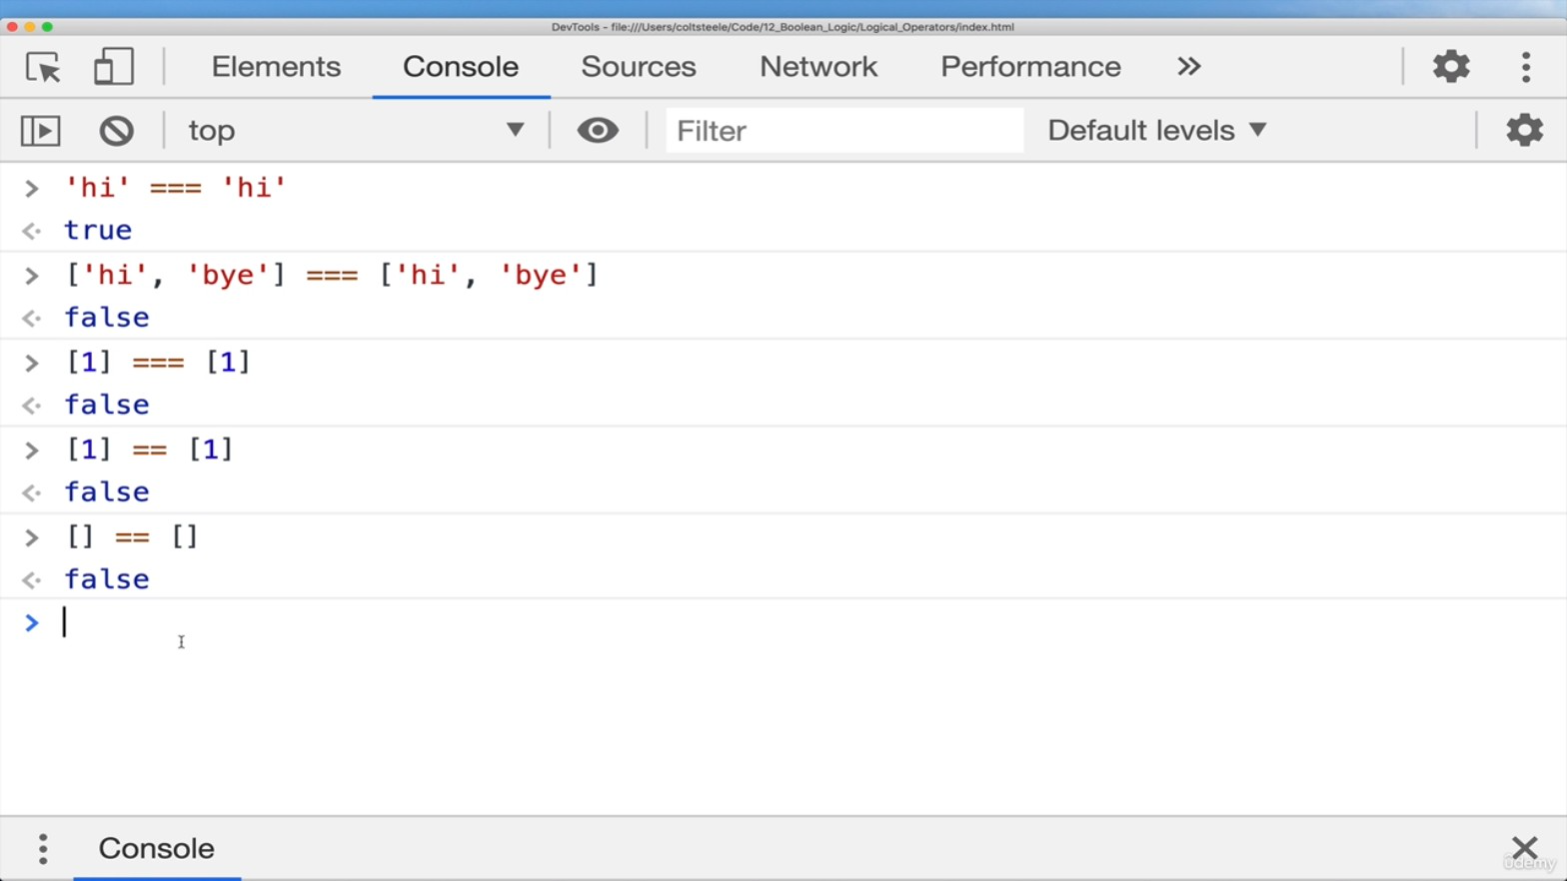 DevTools - file:///Users/coltsteele/Code/12_Boolean_Logic/Logical_Operators/index.html
Elements Console Sources Network Performance »
top ▼ Filter Default levels ▼
> 'hi' === 'hi'
<· true
> ['hi', 'bye'] === ['hi', 'bye']
<· false
> [1] === [1]
<· false
> [1] == [1]
<· false
> [] == []
<· false
>
Console
ûdemy